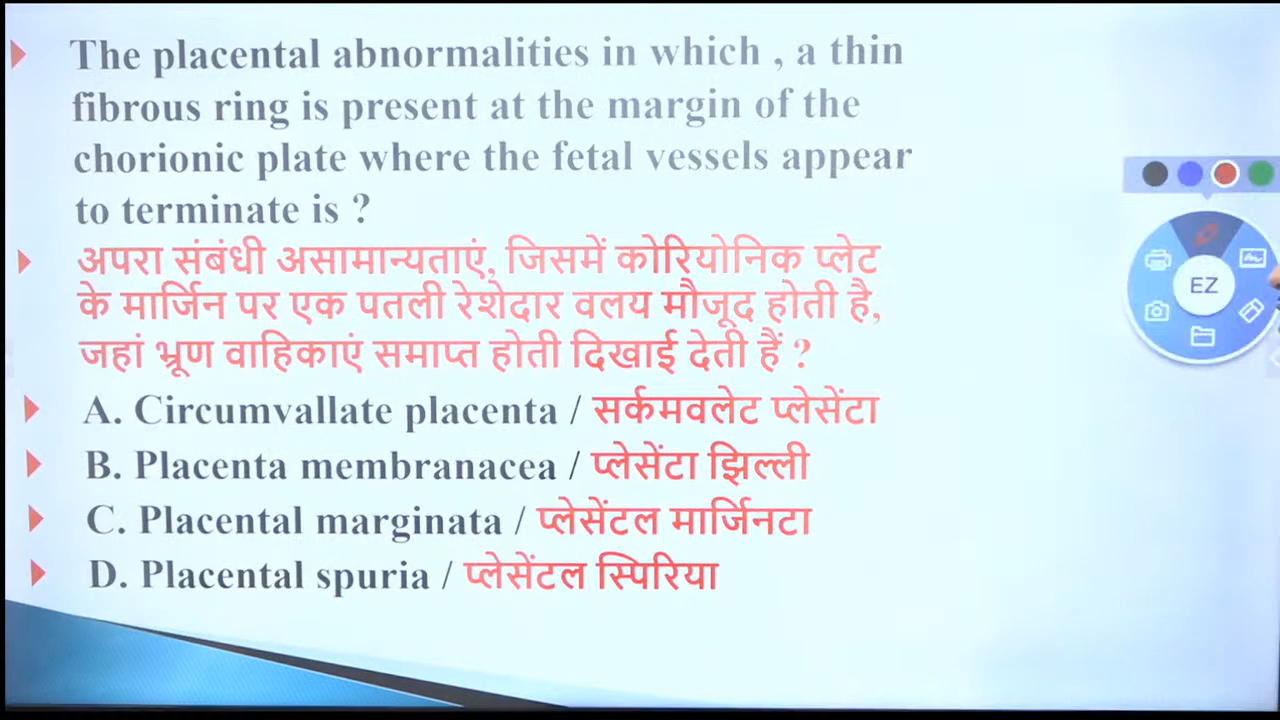 The placental abnormalities in which , a thin
fibrous ring is present at the margin of the
chorionic plate where the fetal vessels appear
to terminate is ?
अपरा संबंधी असामान्यताएं, जिसमें कोरियोनिक प्लेट
के मार्जिन पर एक पतली रेशेदार वलय मौजूद होती है,
जहां भ्रूण वाहिकाएं समाप्त होती दिखाई देती हैं ?
A. Circumvallate placenta / सर्कमवलेट प्लेसेंटा
B. Placenta membranacea / प्लेसेंटा झिल्ली
C. Placental marginata / प्लेसेंटल मार्जिनटा
D. Placental spuria / प्लेसेंटल स्पिरिया
EZ